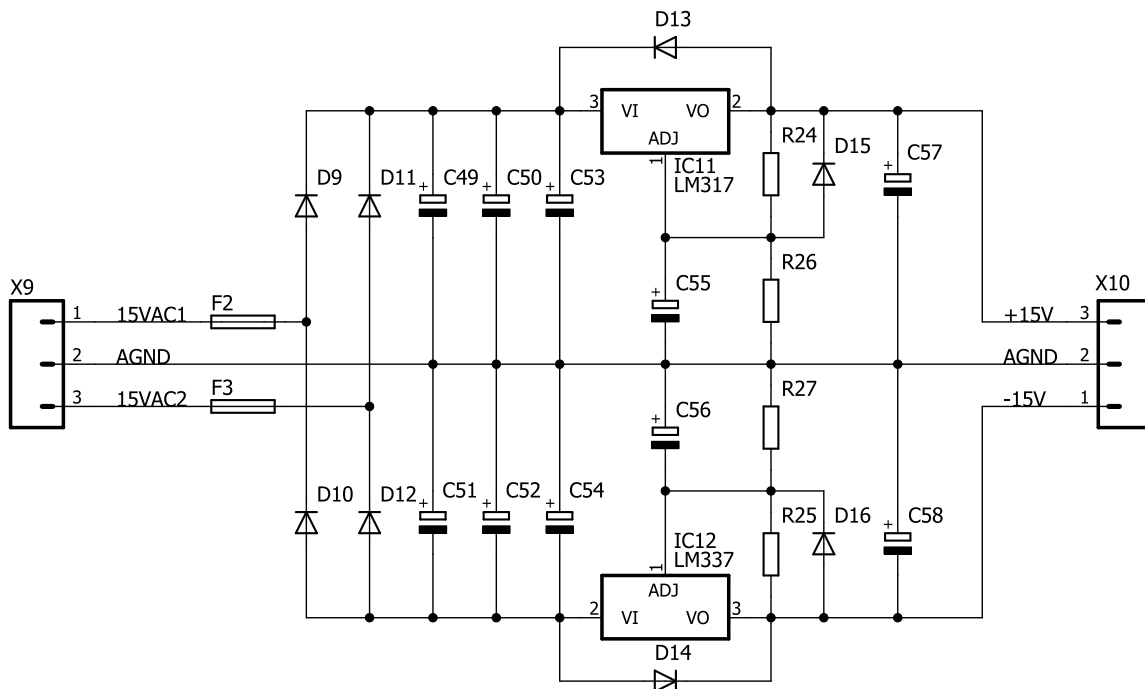 D13
3 VI VO 2
ADJ
1
IC11
LM317
R24
D15
C57
+
D9
D11
+ C49
+ C50
+ C53
+ C55
R26
X9
X10
1 15VAC1 F2
+15V 3
2 AGND
AGND 2
3 15VAC2 F3
-15V 1
+ C56
R27
D10
D12
+ C51
+ C52
+ C54
R25
D16
+ C58
IC12
LM337
1
ADJ
2 VI VO 3
D14